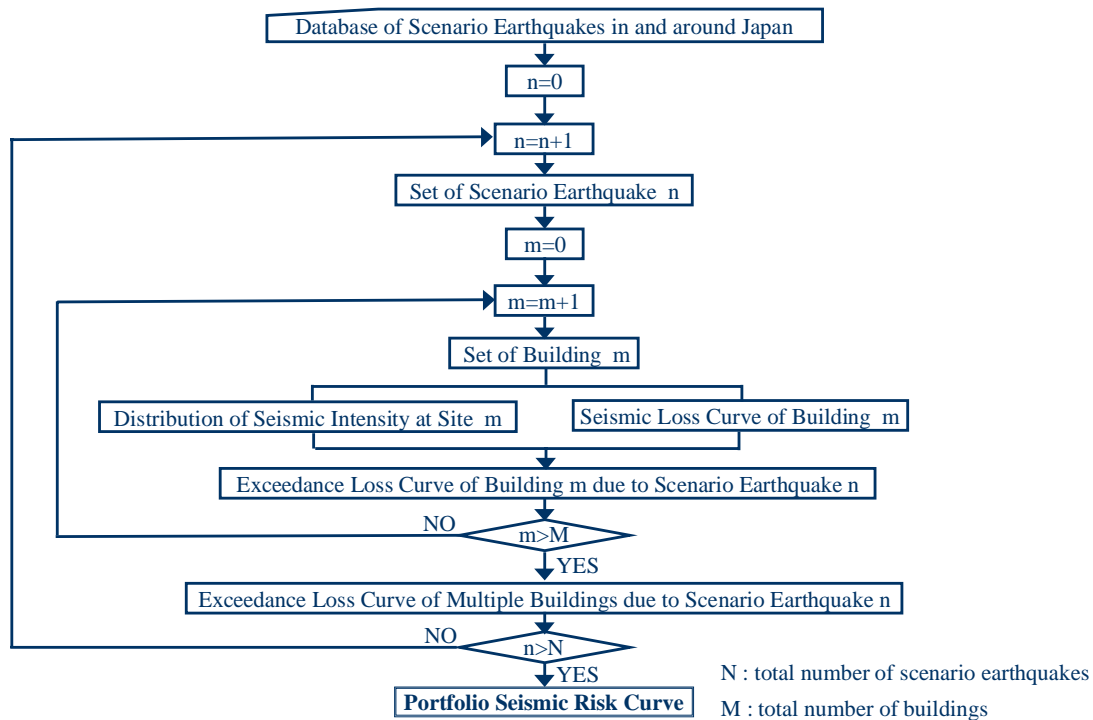 Database of Scenario Earthquakes in and around Japan
n=0
n=n+1
Set of Scenario Earthquake n
m=0
m=m+1
Set of Building m
Distribution of Seismic Intensity at Site m
Seismic Loss Curve of Building m
Exceedance Loss Curve of Building m due to Scenario Earthquake n
NO
m>M
YES
Exceedance Loss Curve of Multiple Buildings due to Scenario Earthquake n
NO
n>N
YES
Portfolio Seismic Risk Curve
N : total number of scenario earthquakes
M : total number of buildings